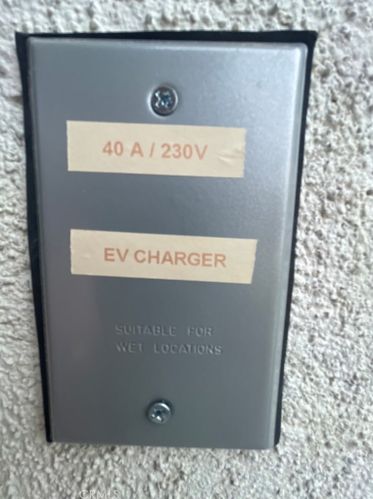 40 A / 230V
EV CHARGER
SUITABLE FOR
WET LOCATIONS